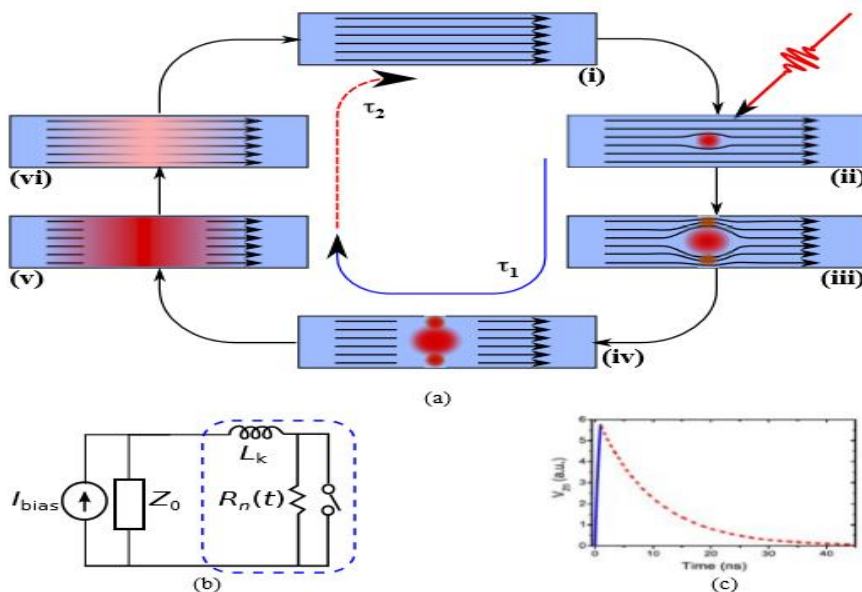 (i)
τ2
(vi)
(ii)
(v)
τ1
(iii)
(iv)
(a)
Lk
Ibias
Z0
Rn(t)
(b)
6
5
4
3
2
1
0
0 10 20 30 40
Time (ns)
(c)